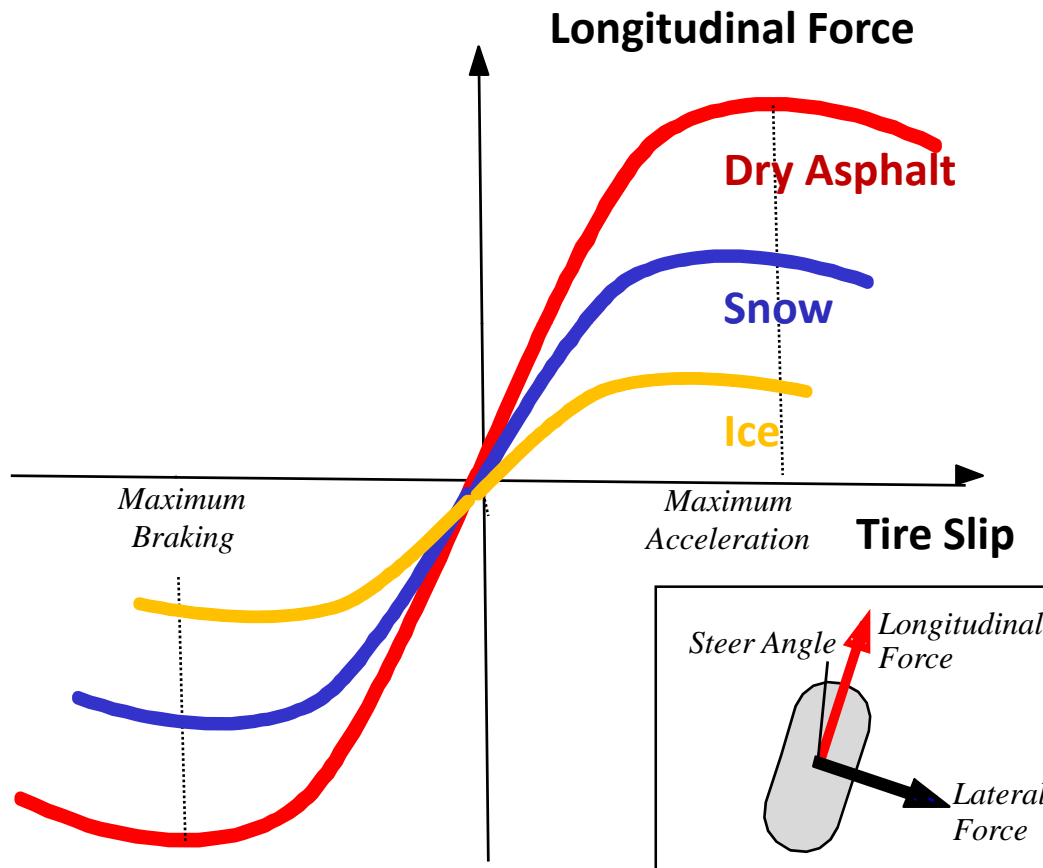 Longitudinal Force
Dry Asphalt
Snow
Ice
Maximum
Braking
Maximum
Acceleration
Tire Slip
Steer Angle
Longitudinal
Force
Lateral
Force